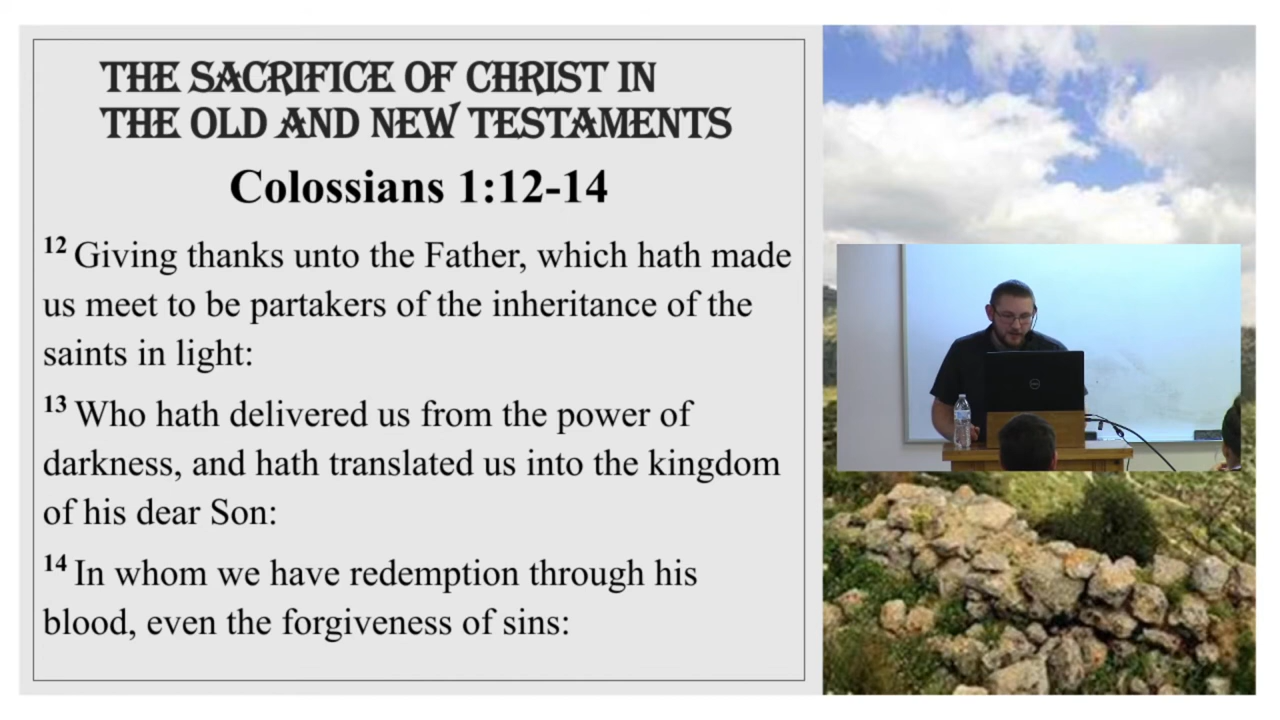 THE SACRIFICE OF CHRIST IN
THE OLD AND NEW TESTAMENTS
Colossians 1:12-14
12 Giving thanks unto the Father, which hath made
us meet to be partakers of the inheritance of the
saints in light:
13 Who hath delivered us from the power of
darkness, and hath translated us into the kingdom
of his dear Son:
14 In whom we have redemption through his
blood, even the forgiveness of sins: